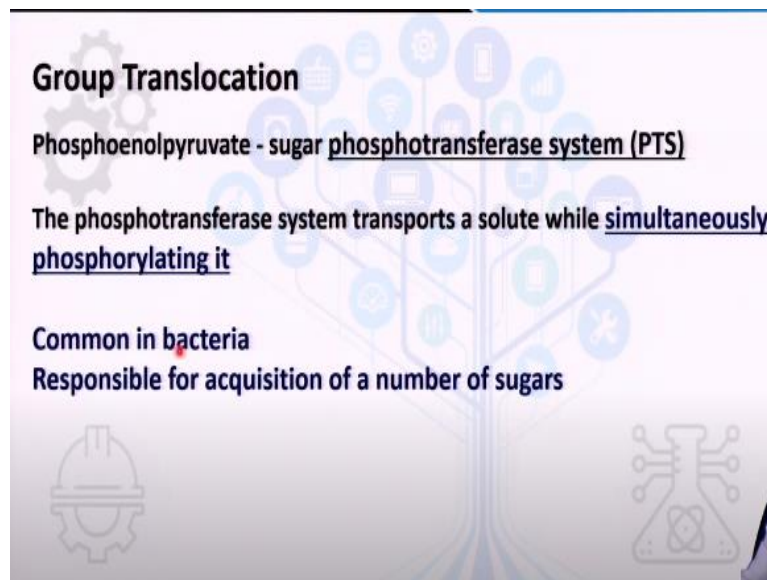 Group Translocation
Phosphoenolpyruvate - sugar phosphotransferase system (PTS)
The phosphotransferase system transports a solute while simultaneously
phosphorylating it
Common in bacteria
Responsible for acquisition of a number of sugars